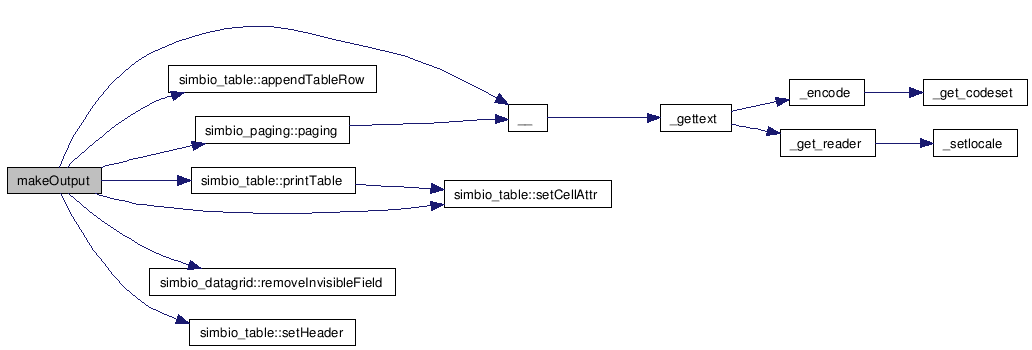 simbio_table::appendTableRow
_encode
_get_codeset
__
_gettext
simbio_paging::paging
_get_reader
_setlocale
makeOutput
simbio_table::printTable
simbio_table::setCellAttr
simbio_datagrid::removeInvisibleField
simbio_table::setHeader